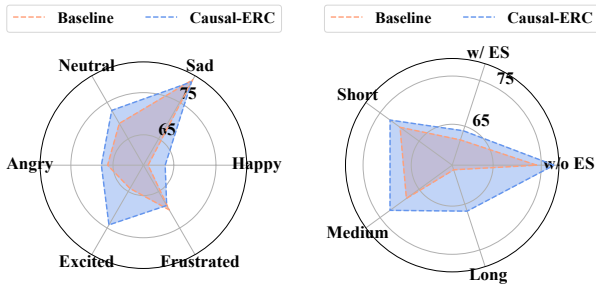 Baseline Causal-ERC
Neutral Sad
75
65
Angry Happy
Excited Frustrated
Baseline Causal-ERC
w/ ES
75
Short
65
w/o ES
Medium
Long